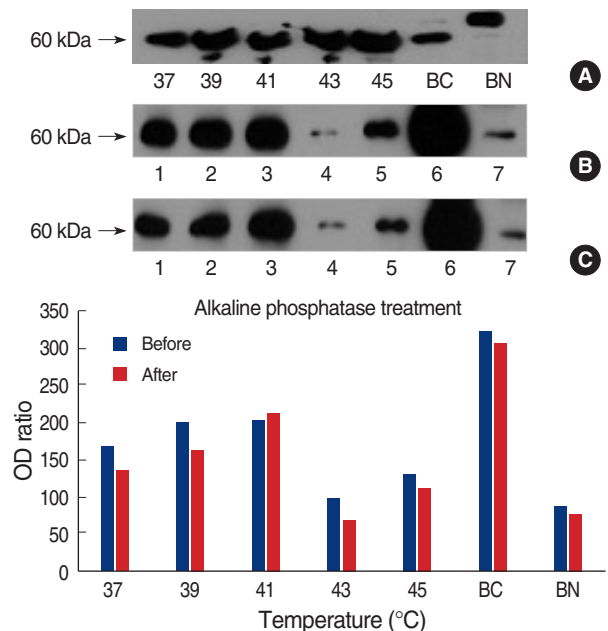 60 kDa
37 39 41 43 45 BC BN
A
60 kDa
1 2 3 4 5 6 7
B
60 kDa
1 2 3 4 5 6 7
C
Alkaline phosphatase treatment
Before
After
OD ratio
350
300
250
200
150
100
50
0
37 39 41 43 45 BC BN
Temperature (°C)